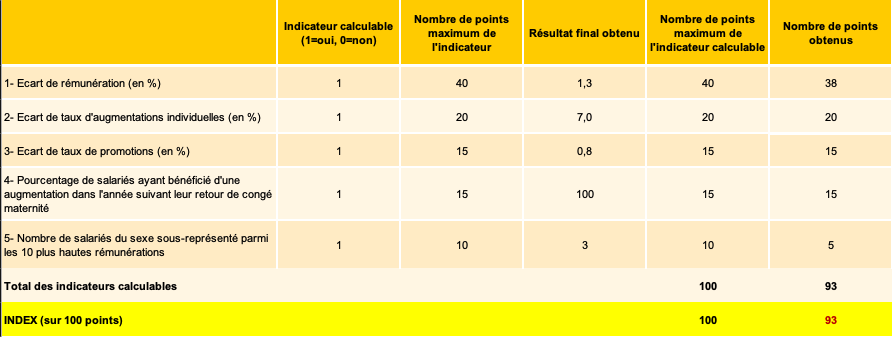 Indicateur calculable (1=oui, 0=non) Nombre de points maximum de l'indicateur Résultat final obtenu Nombre de points maximum de l'indicateur calculable Nombre de points obtenus
1- Ecart de rémunération (en %) 1 40 1,3 40 38
2- Ecart de taux d'augmentations individuelles (en %) 1 20 7,0 20 20
3- Ecart de taux de promotions (en %) 1 15 0,8 15 15
4- Pourcentage de salariés ayant bénéficié d'une
augmentation dans l'année suivant leur retour de congé 1 15 100 15 15
maternité
5- Nombre de salariés du sexe sous-représenté parmi
les 10 plus hautes rémunérations 1 10 3 10 5
Total des indicateurs calculables 100 93
INDEX (sur 100 points) 100 93